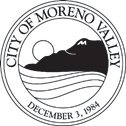 CITY OF MORENO VALLEY
DECEMBER 3, 1984